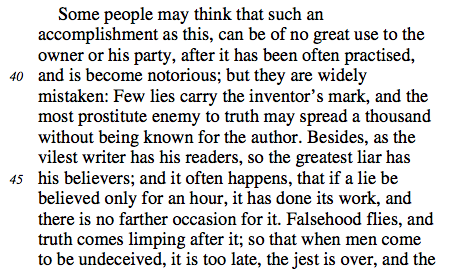 Some people may think that such an
accomplishment as this, can be of no great use to the
owner or his party, after it has been often practised,
40 and is become notorious; but they are widely
mistaken: Few lies carry the inventor’s mark, and the
most prostitute enemy to truth may spread a thousand
without being known for the author. Besides, as the
vilest writer has his readers, so the greatest liar has
45 his believers; and it often happens, that if a lie be
believed only for an hour, it has done its work, and
there is no farther occasion for it. Falsehood flies, and
truth comes limping after it; so that when men come
to be undeceived, it is too late, the jest is over, and the